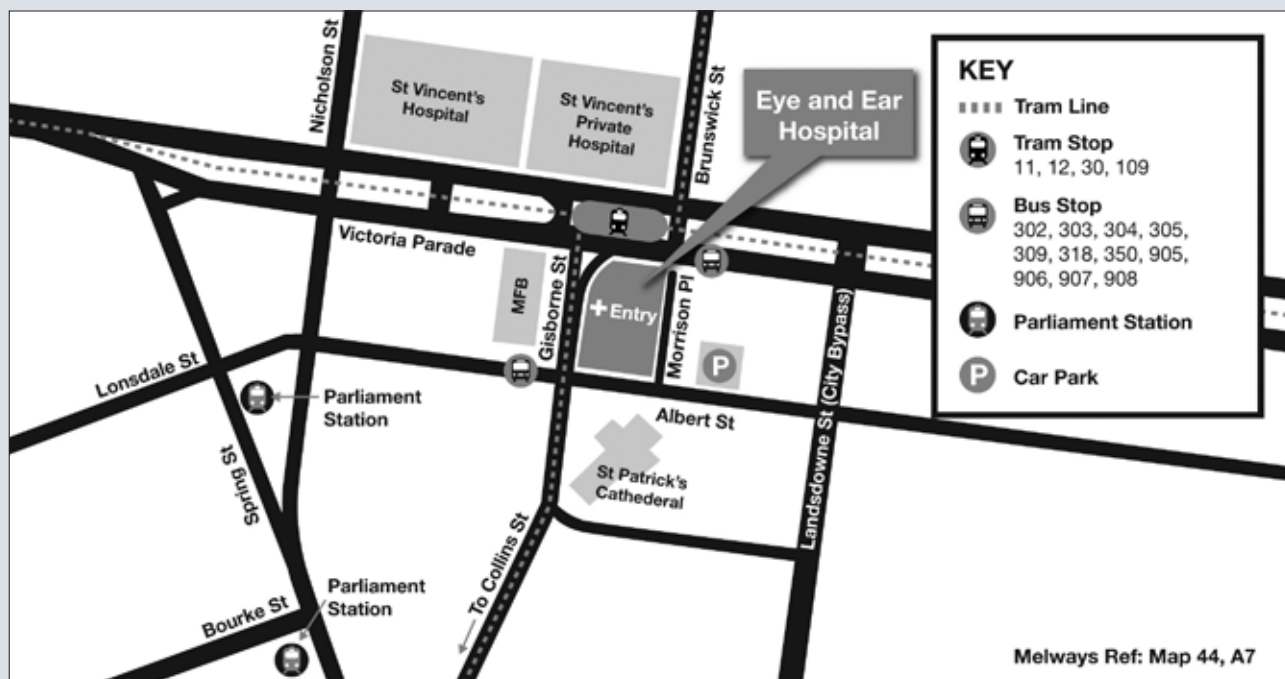 Nicholson St
St Vincent's
Hospital
St Vincent's
Private
Hospital
Brunswick St
Eye and Ear
Hospital
KEY
Tram Line
Tram Stop
11, 12, 30, 109
Bus Stop
302, 303, 304, 305,
309, 318, 350, 905,
906, 907, 908
Parliament Station
P
Car Park
Victoria Parade
MFB
Gisborne St
+Entry
Morrison Pl
P
Landsdowne St (City Bypass)
Lonsdale St
Parliament
Station
Albert St
Spring St
St Patrick's
Cathederal
To Collins St
Parliament
Station
Bourke St
Melways Ref: Map 44, A7